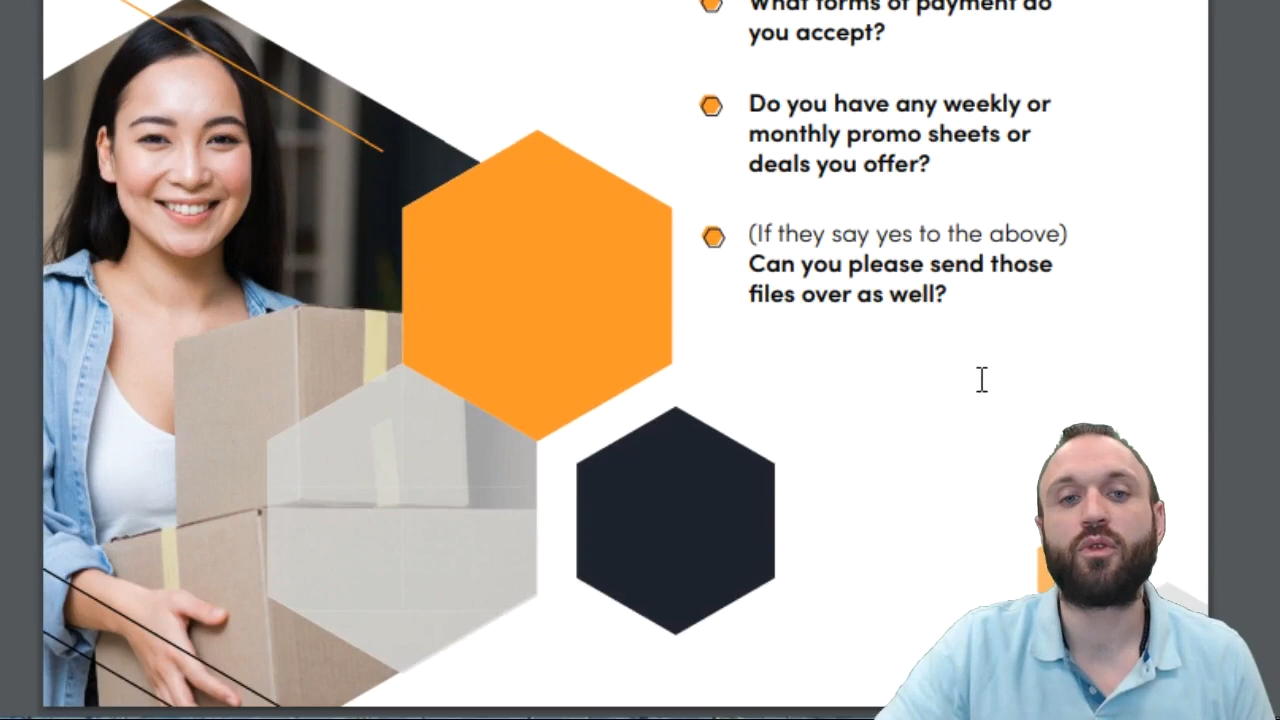 What forms of payment do
you accept?
Do you have any weekly or
monthly promo sheets or
deals you offer?
(If they say yes to the above)
Can you please send those
files over as well?